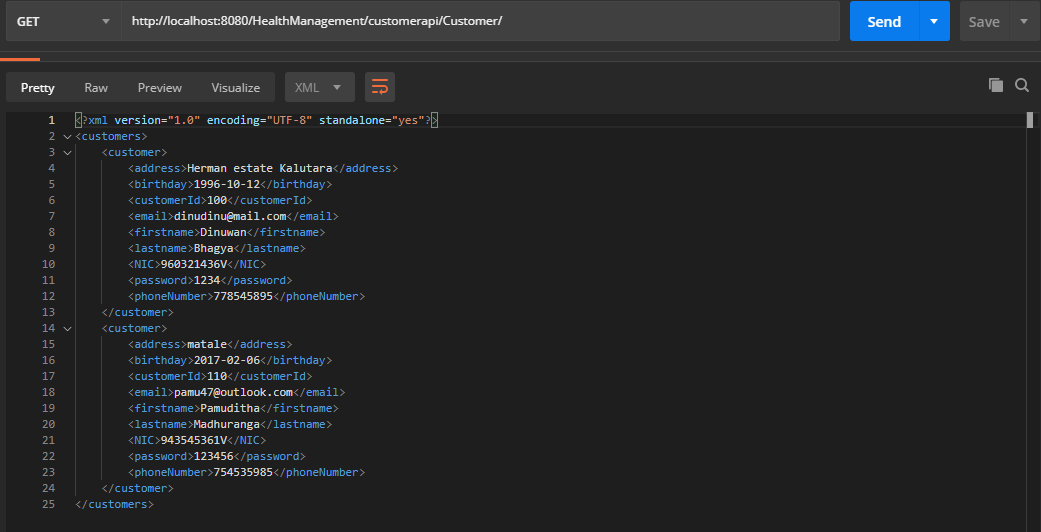 GET http://localhost:8080/HealthManagement/customerapi/Customer/ Send Save
Pretty Raw Preview Visualize XML
1 <?xml version="1.0" encoding="UTF-8" standalone="yes"?>
2 <customers>
3 <customer>
4 <address>Herman estate Kalutara</address>
5 <birthday>1996-10-12</birthday>
6 <customerId>100</customerId>
7 <email>dinudinu@mail.com</email>
8 <firstname>Dinuwan</firstname>
9 <lastname>Bhagya</lastname>
10 <NIC>960321436V</NIC>
11 <password>1234</password>
12 <phoneNumber>778545895</phoneNumber>
13 </customer>
14 <customer>
15 <address>matale</address>
16 <birthday>2017-02-06</birthday>
17 <customerId>110</customerId>
18 <email>pamu47@outlook.com</email>
19 <firstname>Pamuditha</firstname>
20 <lastname>Madhuranga</lastname>
21 <NIC>943545361V</NIC>
22 <password>123456</password>
23 <phoneNumber>754535985</phoneNumber>
24 </customer>
25 </customers>